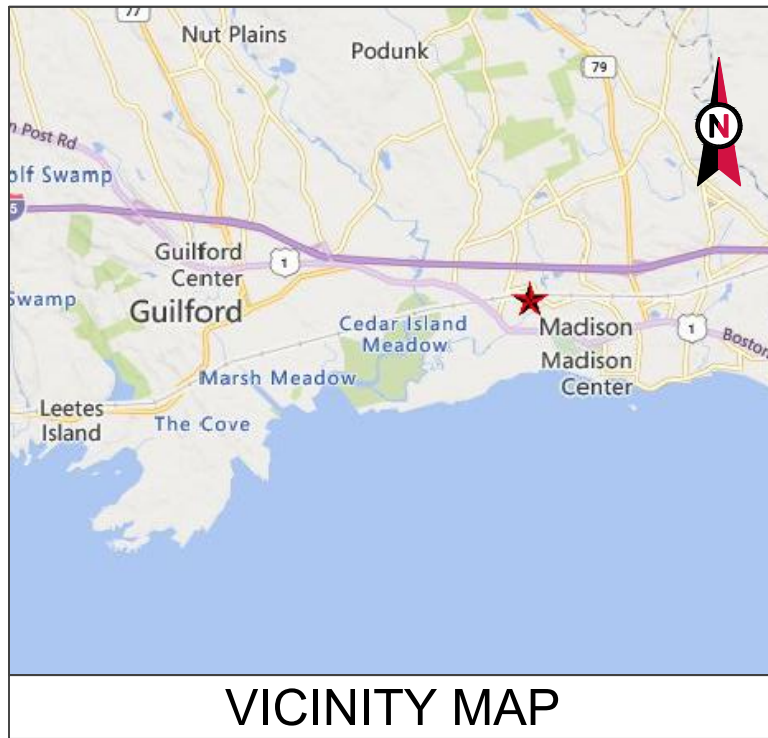 77
Nut Plains
Podunk
79
N
n Post Rd
olf Swamp
5
Guilford
Center
1
Swamp
Guilford
Cedar Island
Meadow
Madison
1
Boston
Madison
Center
Marsh Meadow
Leetes
Island
The Cove
VICINITY MAP